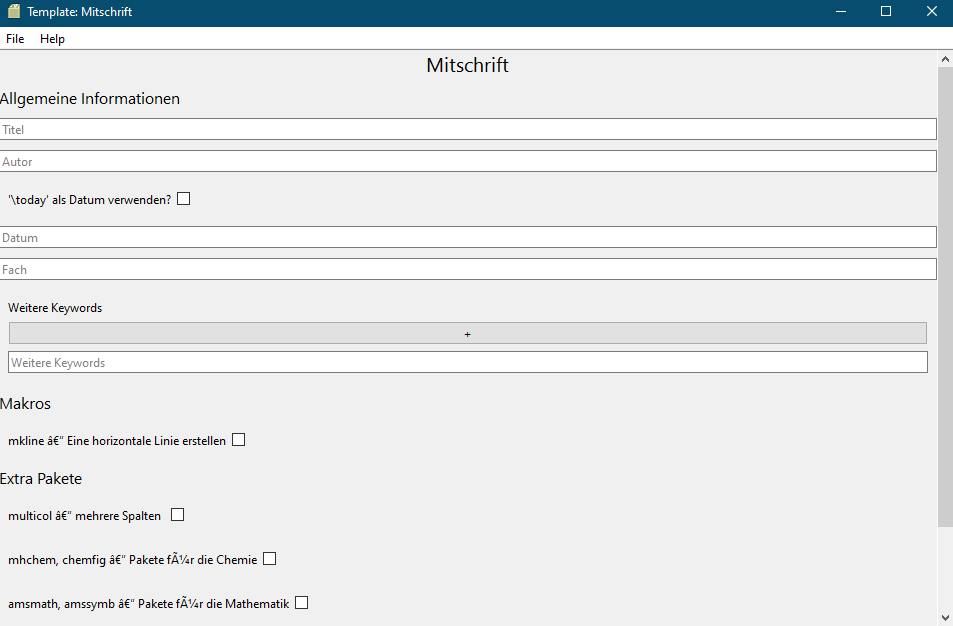 Template: Mitschrift
File Help
Mitschrift
Allgemeine Informationen
Titel
Autor
'\today' als Datum verwenden?
Datum
Fach
Weitere Keywords
+
Weitere Keywords
Makros
mkline â€“ Eine horizontale Linie erstellen
Extra Pakete
multicol â€“ mehrere Spalten
mhchem, chemfig â€“ Pakete fÃ¼r die Chemie
amsmath, amssymb â€“ Pakete fÃ¼r die Mathematik